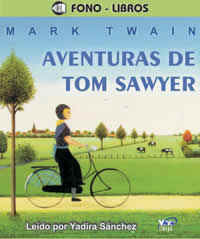 FONO - LIBROS
MARK TWAIN
AVENTURAS DE
TOM SAWYER
Leído por Yadira Sánchez